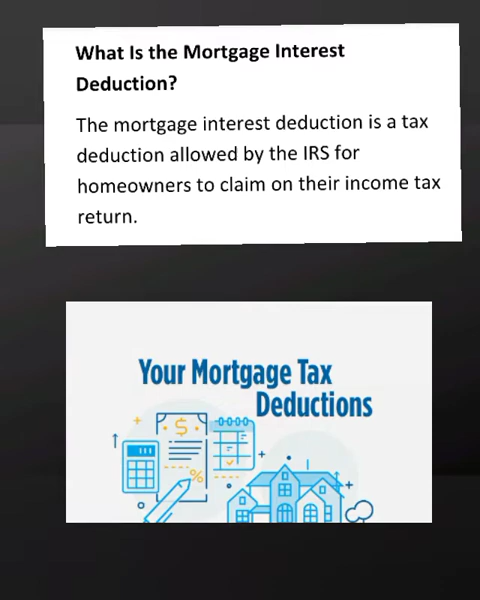 What Is the Mortgage Interest
Deduction?
The mortgage interest deduction is a tax
deduction allowed by the IRS for
homeowners to claim on their income tax
return.
Your Mortgage Tax
Deductions
$
%